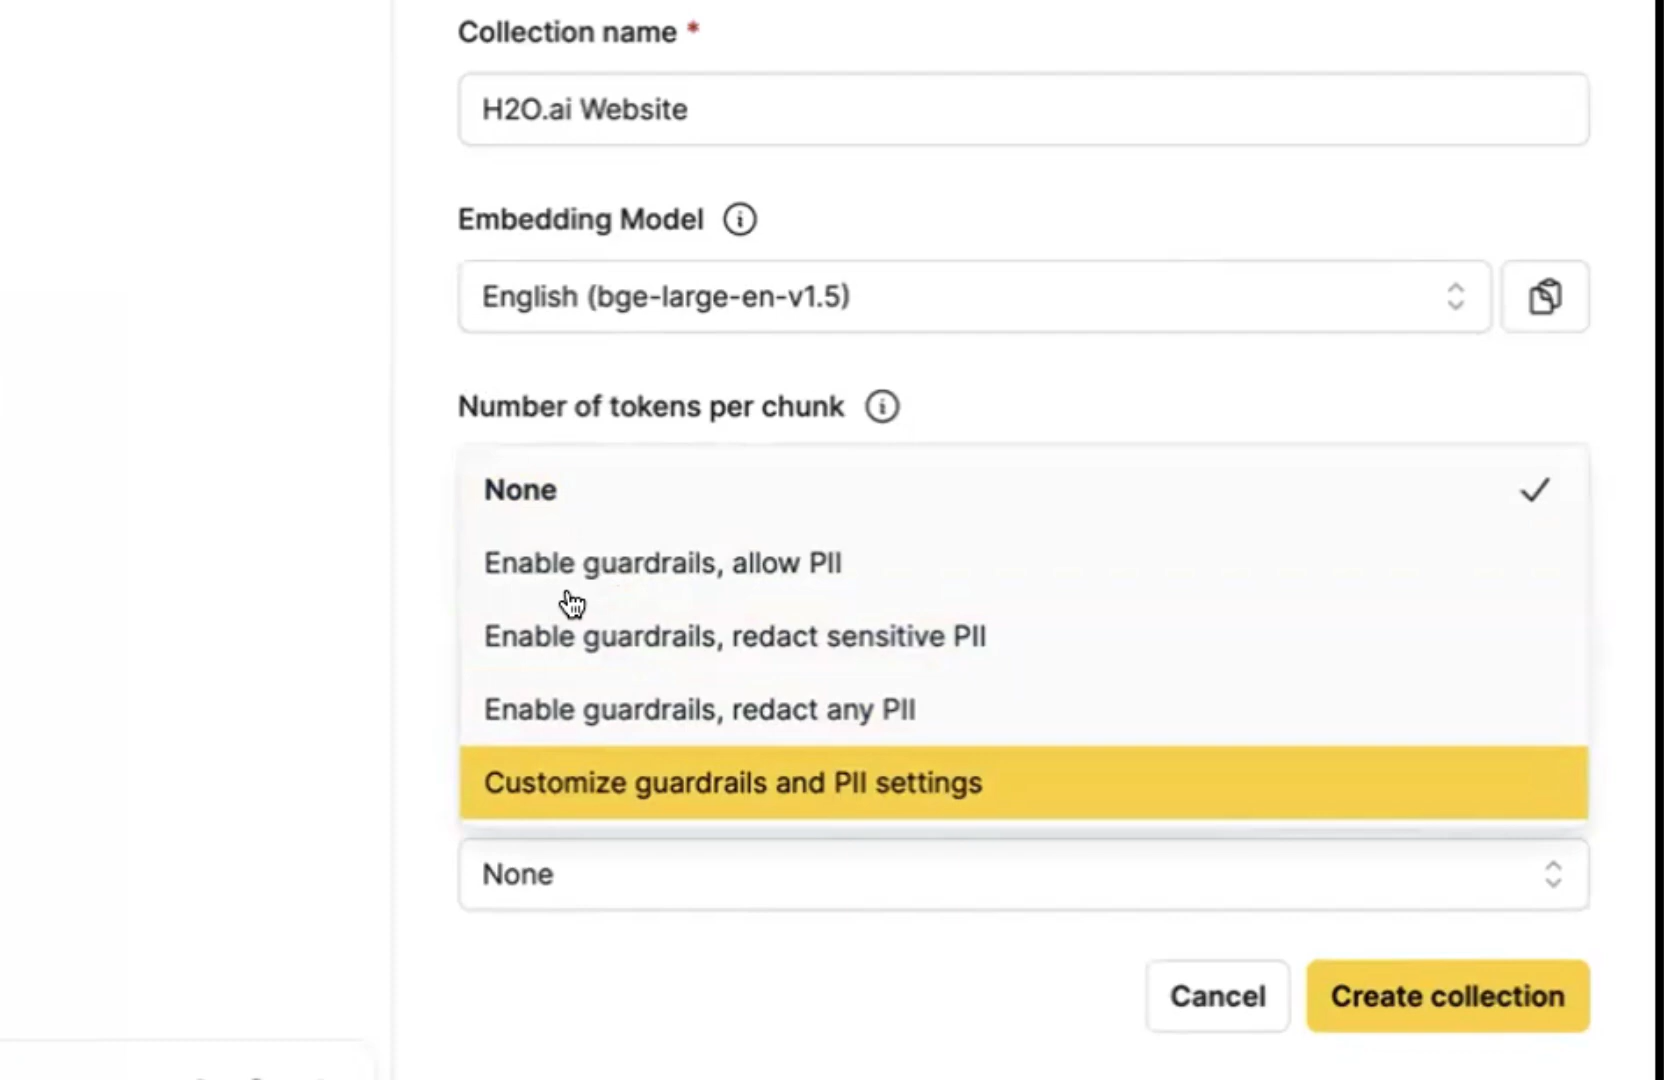 Collection name *
H2O.ai Website
Embedding Model
English (bge-large-en-v1.5)
Number of tokens per chunk
None
Enable guardrails, allow PII
Enable guardrails, redact sensitive PII
Enable guardrails, redact any PII
Customize guardrails and PII settings
None
Cancel
Create collection